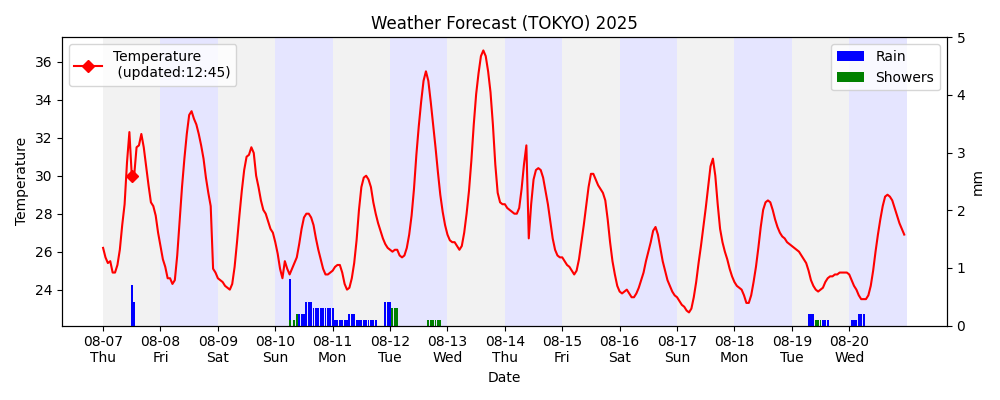 Weather Forecast (TOKYO) 2025
Temperature
(updated:12:45)
Rain
Showers
36
34
32
30
28
26
24
Temperature
5
4
3
2
1
0
mm
08-07 08-08 08-09 08-10 08-11 08-12 08-13 08-14 08-15 08-16 08-17 08-18 08-19 08-20
Thu Fri Sat Sun Mon Tue Wed Thu Fri Sat Sun Mon Tue Wed
Date